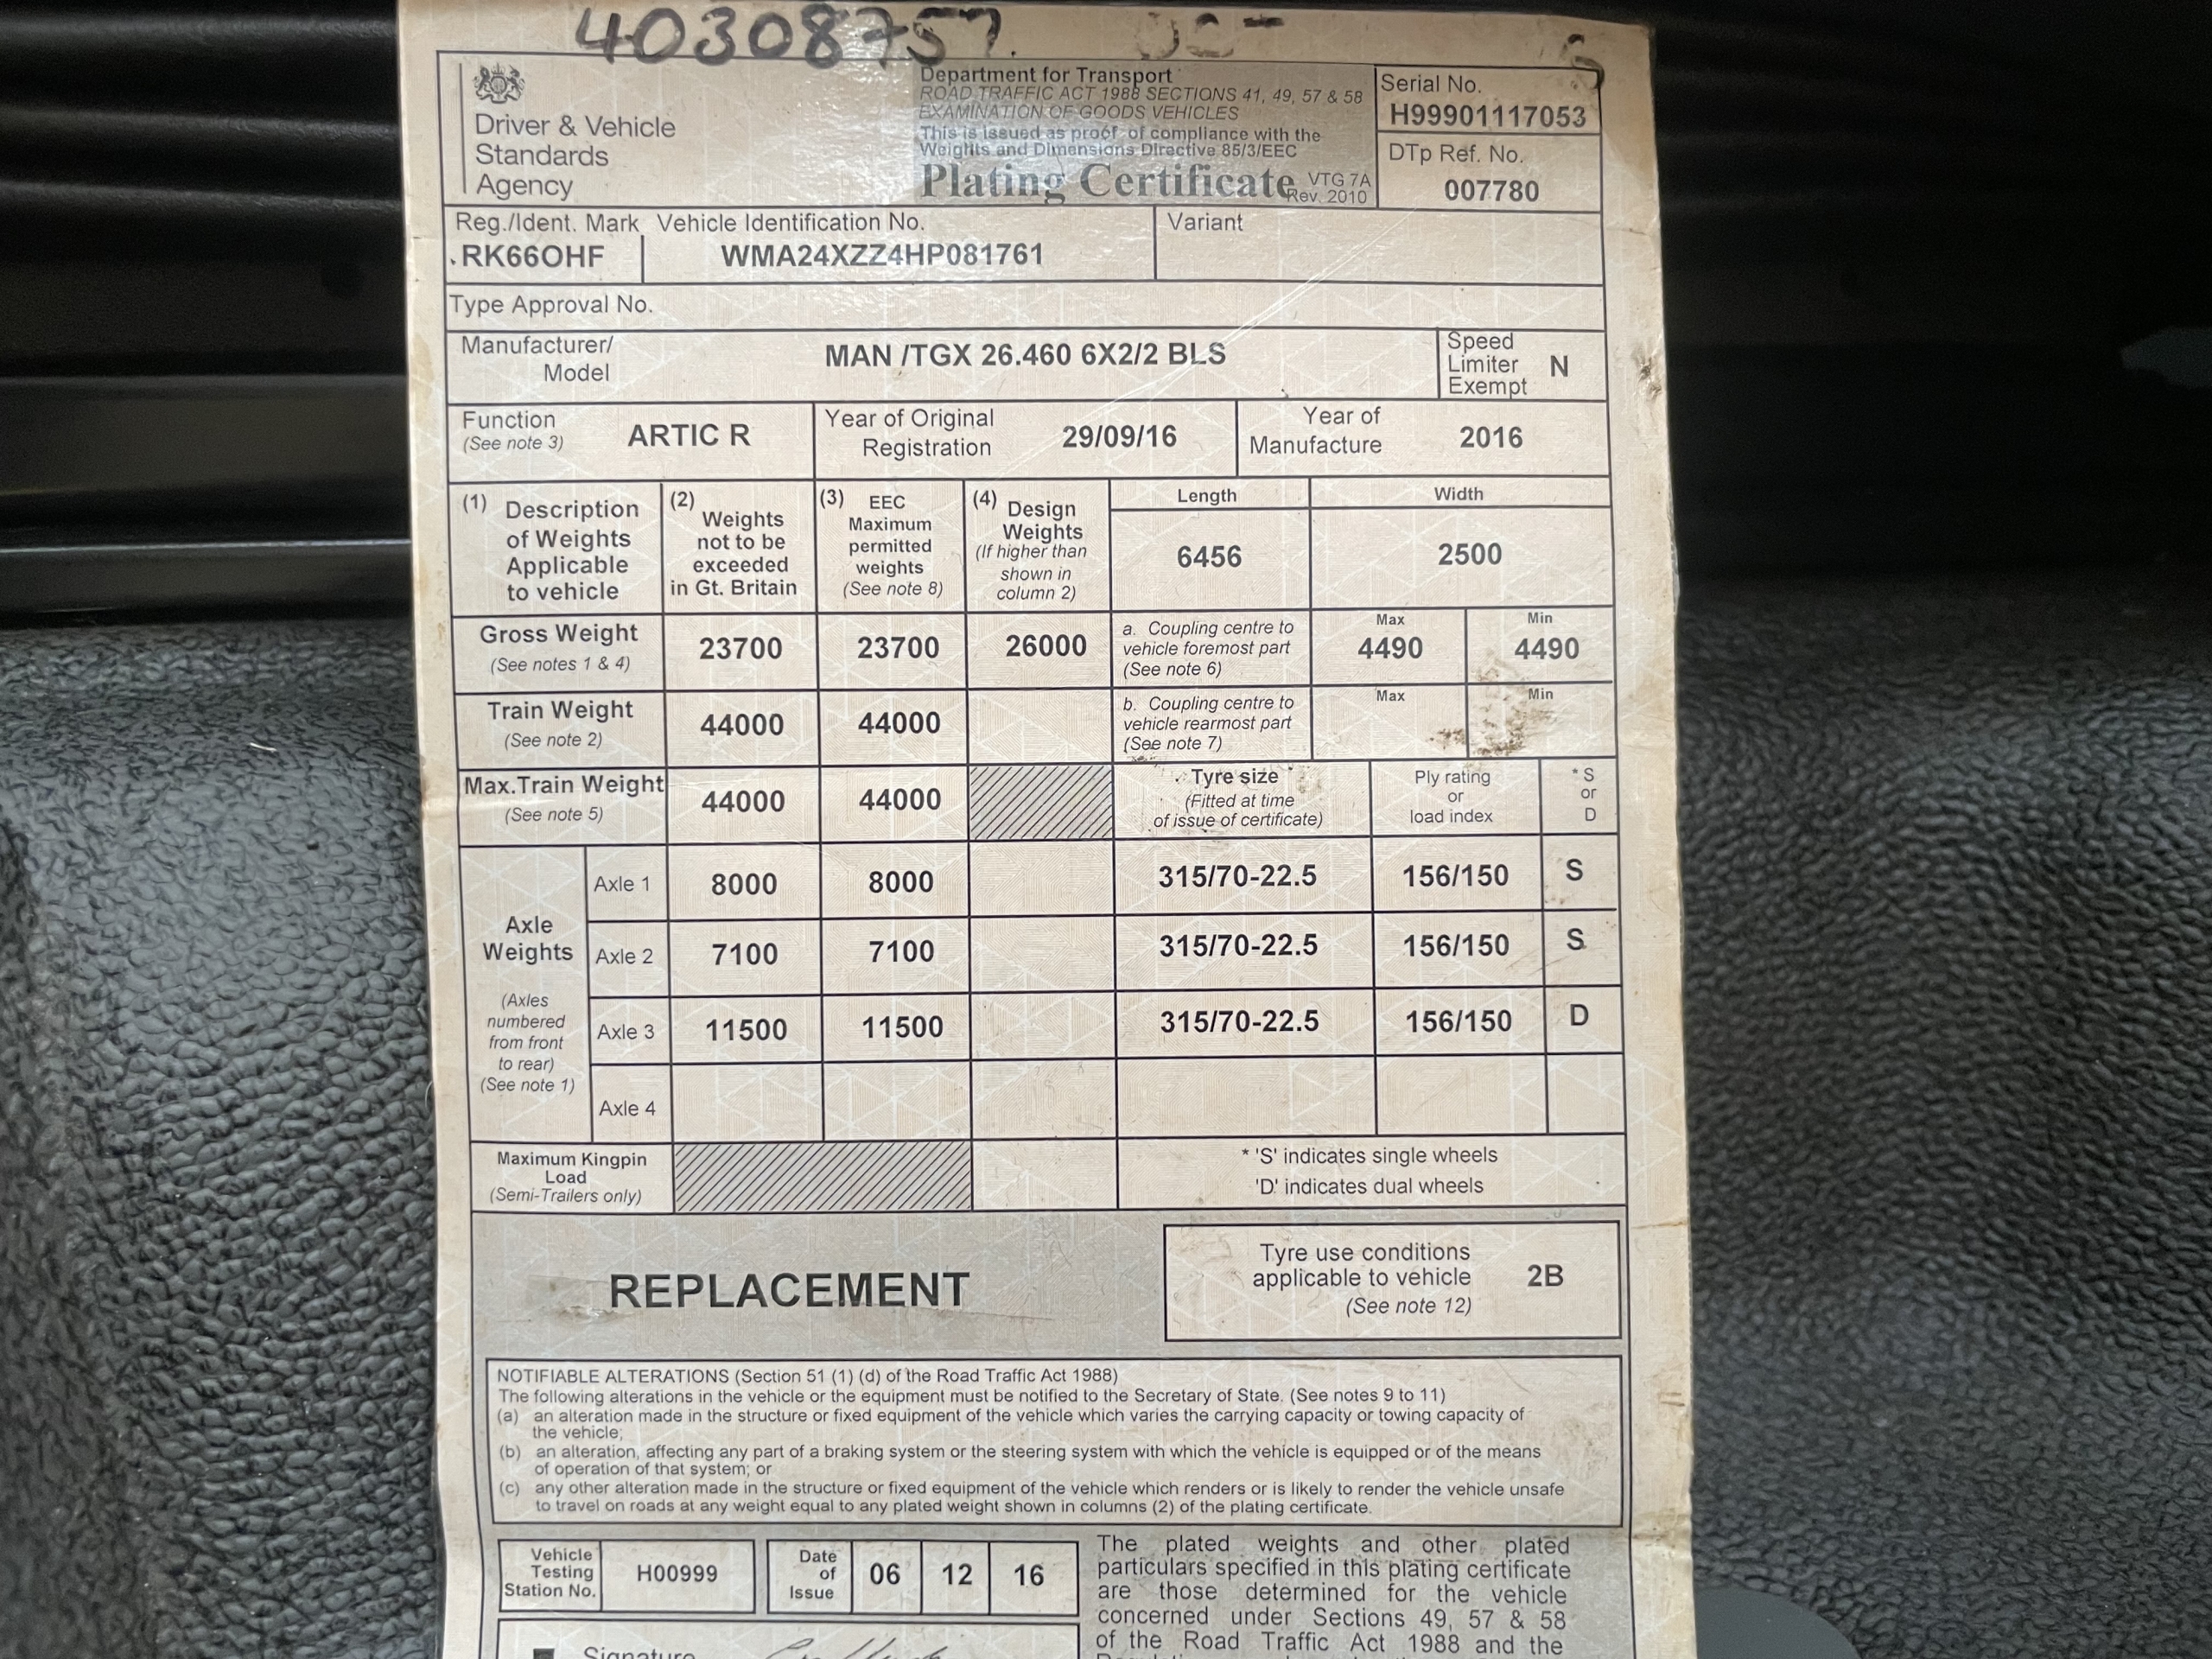 40308757.
Driver & Vehicle
Standards
Agency
Department for Transport
ROAD TRAFFIC ACT 1988 SECTIONS 41, 49, 57 & 58
EXAMINATION OF GOODS VEHICLES
This is issued as proof of compliance with the
Weights and Dimensions Directive 85/3/EEC
Plating Certificate VTG 7A
Rev. 2010
Serial No.
H99901117053
DTp Ref. No.
007780
Reg./Ident. Mark Vehicle Identification No.
Variant
RK66OHF WMA24XZZ4HP081761
Type Approval No.
Manufacturer/
Model
MAN /TGX 26.460 6X2/2 BLS
Speed
Limiter
Exempt
N
Function
(See note 3)
ARTIC R
Year of Original
Registration
29/09/16
Year of
Manufacture
2016
(1) Description
of Weights
Applicable
to vehicle
(2) Weights
not to be
exceeded
in Gt. Britain
(3) EEC
Maximum
permitted
weights
(See note 8)
(4) Design
Weights
(If higher than
shown in
column 2)
Length
6456
Width
2500
Gross Weight
(See notes 1 & 4)
23700 23700 26000
a. Coupling centre to
vehicle foremost part
(See note 6)
Max
4490
Min
4490
Train Weight
(See note 2)
44000 44000
b. Coupling centre to
vehicle rearmost part
(See note 7)
Max
Min
Max.Train Weight
(See note 5)
44000 44000
Tyre size
(Fitted at time
of issue of certificate)
Ply rating
or
load index
* S
or
D
Axle
Weights
(Axles
numbered
from front
to rear)
(See note 1)
Axle 1 8000 8000 315/70-22.5 156/150 S
Axle 2 7100 7100 315/70-22.5 156/150 S
Axle 3 11500 11500 315/70-22.5 156/150 D
Axle 4
Maximum Kingpin
Load
(Semi-Trailers only)
* 'S' indicates single wheels
'D' indicates dual wheels
REPLACEMENT
Tyre use conditions
applicable to vehicle
(See note 12)
2B
NOTIFIABLE ALTERATIONS (Section 51 (1) (d) of the Road Traffic Act 1988)
The following alterations in the vehicle or the equipment must be notified to the Secretary of State. (See notes 9 to 11)
(a) an alteration made in the structure or fixed equipment of the vehicle which varies the carrying capacity or towing capacity of
the vehicle;
(b) an alteration, affecting any part of a braking system or the steering system with which the vehicle is equipped or of the means
of operation of that system; or
(c) any other alteration made in the structure or fixed equipment of the vehicle which renders or is likely to render the vehicle unsafe
to travel on roads at any weight equal to any plated weight shown in columns (2) of the plating certificate.
Vehicle
Testing
Station No.
H00999
Date
of
Issue
06 12 16
Signature
The plated weights and other plated
particulars specified in this plating certificate
are those determined for the vehicle
concerned under Sections 49, 57 & 58
of the Road Traffic Act 1988 and the